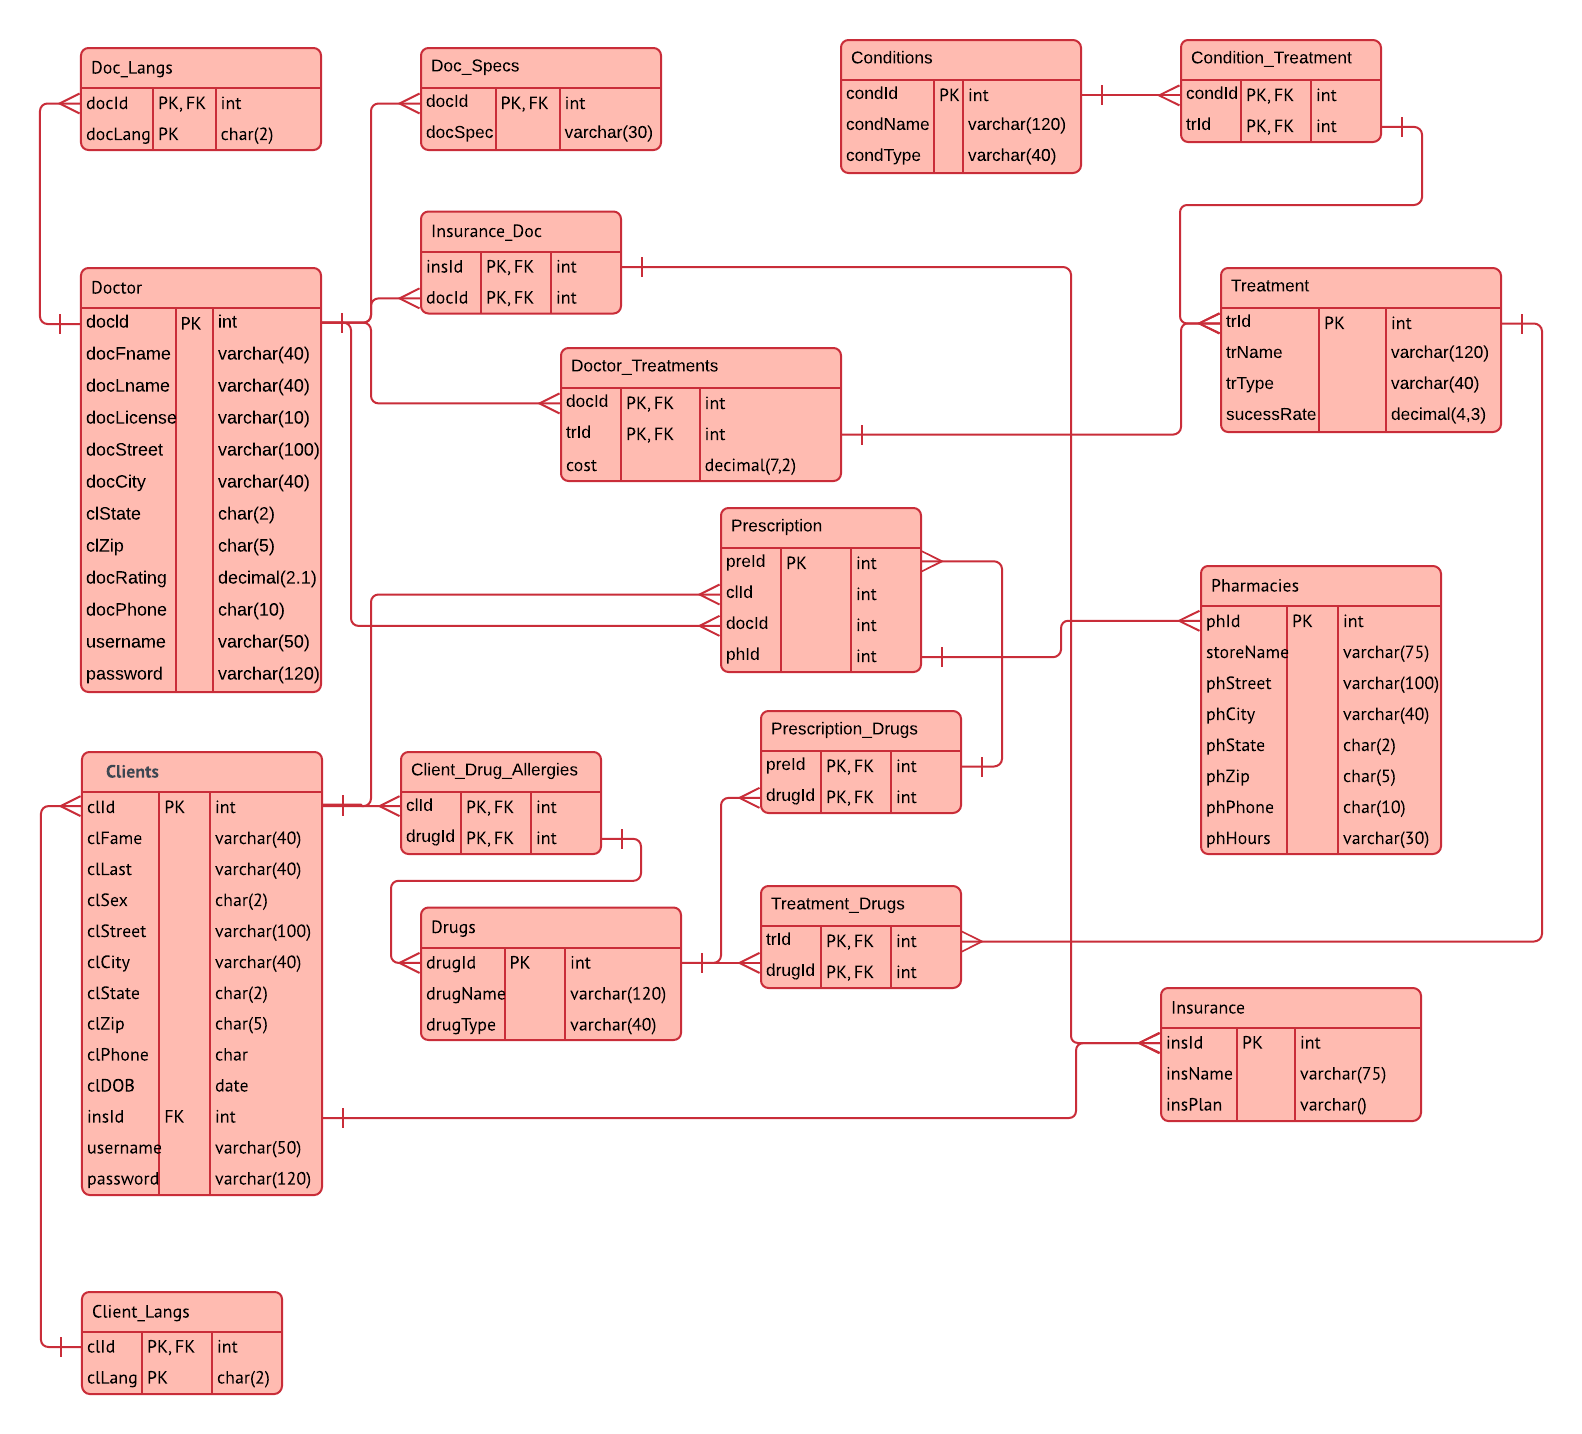 Doc_Langs
docId PK, FK int
docLang PK char(2)
Doc_Specs
docId PK, FK int
docSpec varchar(30)
Conditions
condId PK int
condName varchar(120)
condType varchar(40)
Condition_Treatment
condId PK, FK int
trId PK, FK int
Insurance_Doc
insId PK, FK int
docId PK, FK int
Doctor
docId PK int
docFname varchar(40)
docLname varchar(40)
docLicense varchar(10)
docStreet varchar(100)
docCity varchar(40)
clState char(2)
clZip char(5)
docRating decimal(2.1)
docPhone char(10)
username varchar(50)
password varchar(120)
Treatment
trId PK int
trName varchar(120)
trType varchar(40)
sucessRate decimal(4,3)
Doctor_Treatments
docId PK, FK int
trId PK, FK int
cost decimal(7,2)
Prescription
preId PK int
clId int
docId int
phId int
Pharmacies
phId PK int
storeName varchar(75)
phStreet varchar(100)
phCity varchar(40)
phState char(2)
phZip char(5)
phPhone char(10)
phHours varchar(30)
Prescription_Drugs
preId PK, FK int
drugId PK, FK int
Clients
clId PK int
clFame varchar(40)
clLast varchar(40)
clSex char(2)
clStreet varchar(100)
clCity varchar(40)
clState char(2)
clZip char(5)
clPhone char
clDOB date
insId FK int
username varchar(50)
password varchar(120)
Client_Drug_Allergies
clId PK, FK int
drugId PK, FK int
Drugs
drugId PK int
drugName varchar(120)
drugType varchar(40)
Treatment_Drugs
trId PK, FK int
drugId PK, FK int
Insurance
insId PK int
insName varchar(75)
insPlan varchar()
Client_Langs
clId PK, FK int
clLang PK char(2)